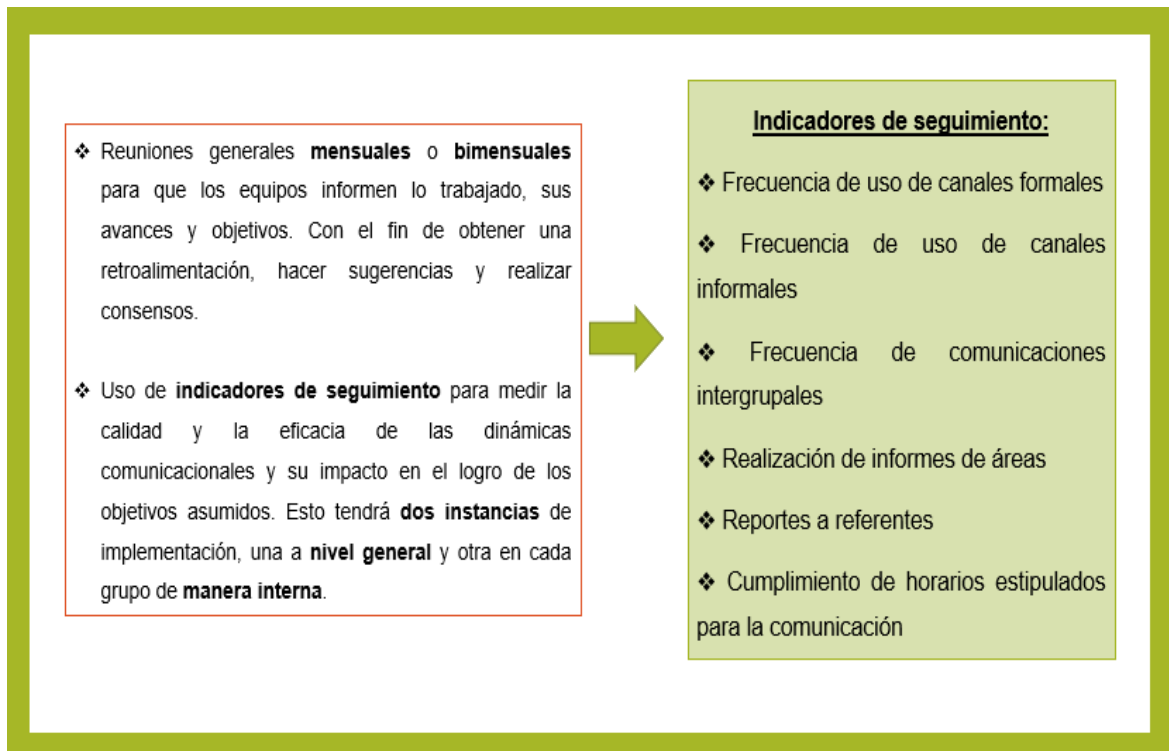 ❖ Reuniones generales mensuales o bimensuales
para que los equipos informen lo trabajado, sus
avances y objetivos. Con el fin de obtener una
retroalimentación, hacer sugerencias y realizar
consensos.
❖ Uso de indicadores de seguimiento para medir la
calidad y la eficacia de las dinámicas
comunicacionales y su impacto en el logro de los
objetivos asumidos. Esto tendrá dos instancias de
implementación, una a nivel general y otra en cada
grupo de manera interna.
Indicadores de seguimiento:
❖ Frecuencia de uso de canales formales
❖ Frecuencia de uso de canales
informales
❖ Frecuencia de comunicaciones
intergrupales
❖ Realización de informes de áreas
❖ Reportes a referentes
❖ Cumplimiento de horarios estipulados
para la comunicación